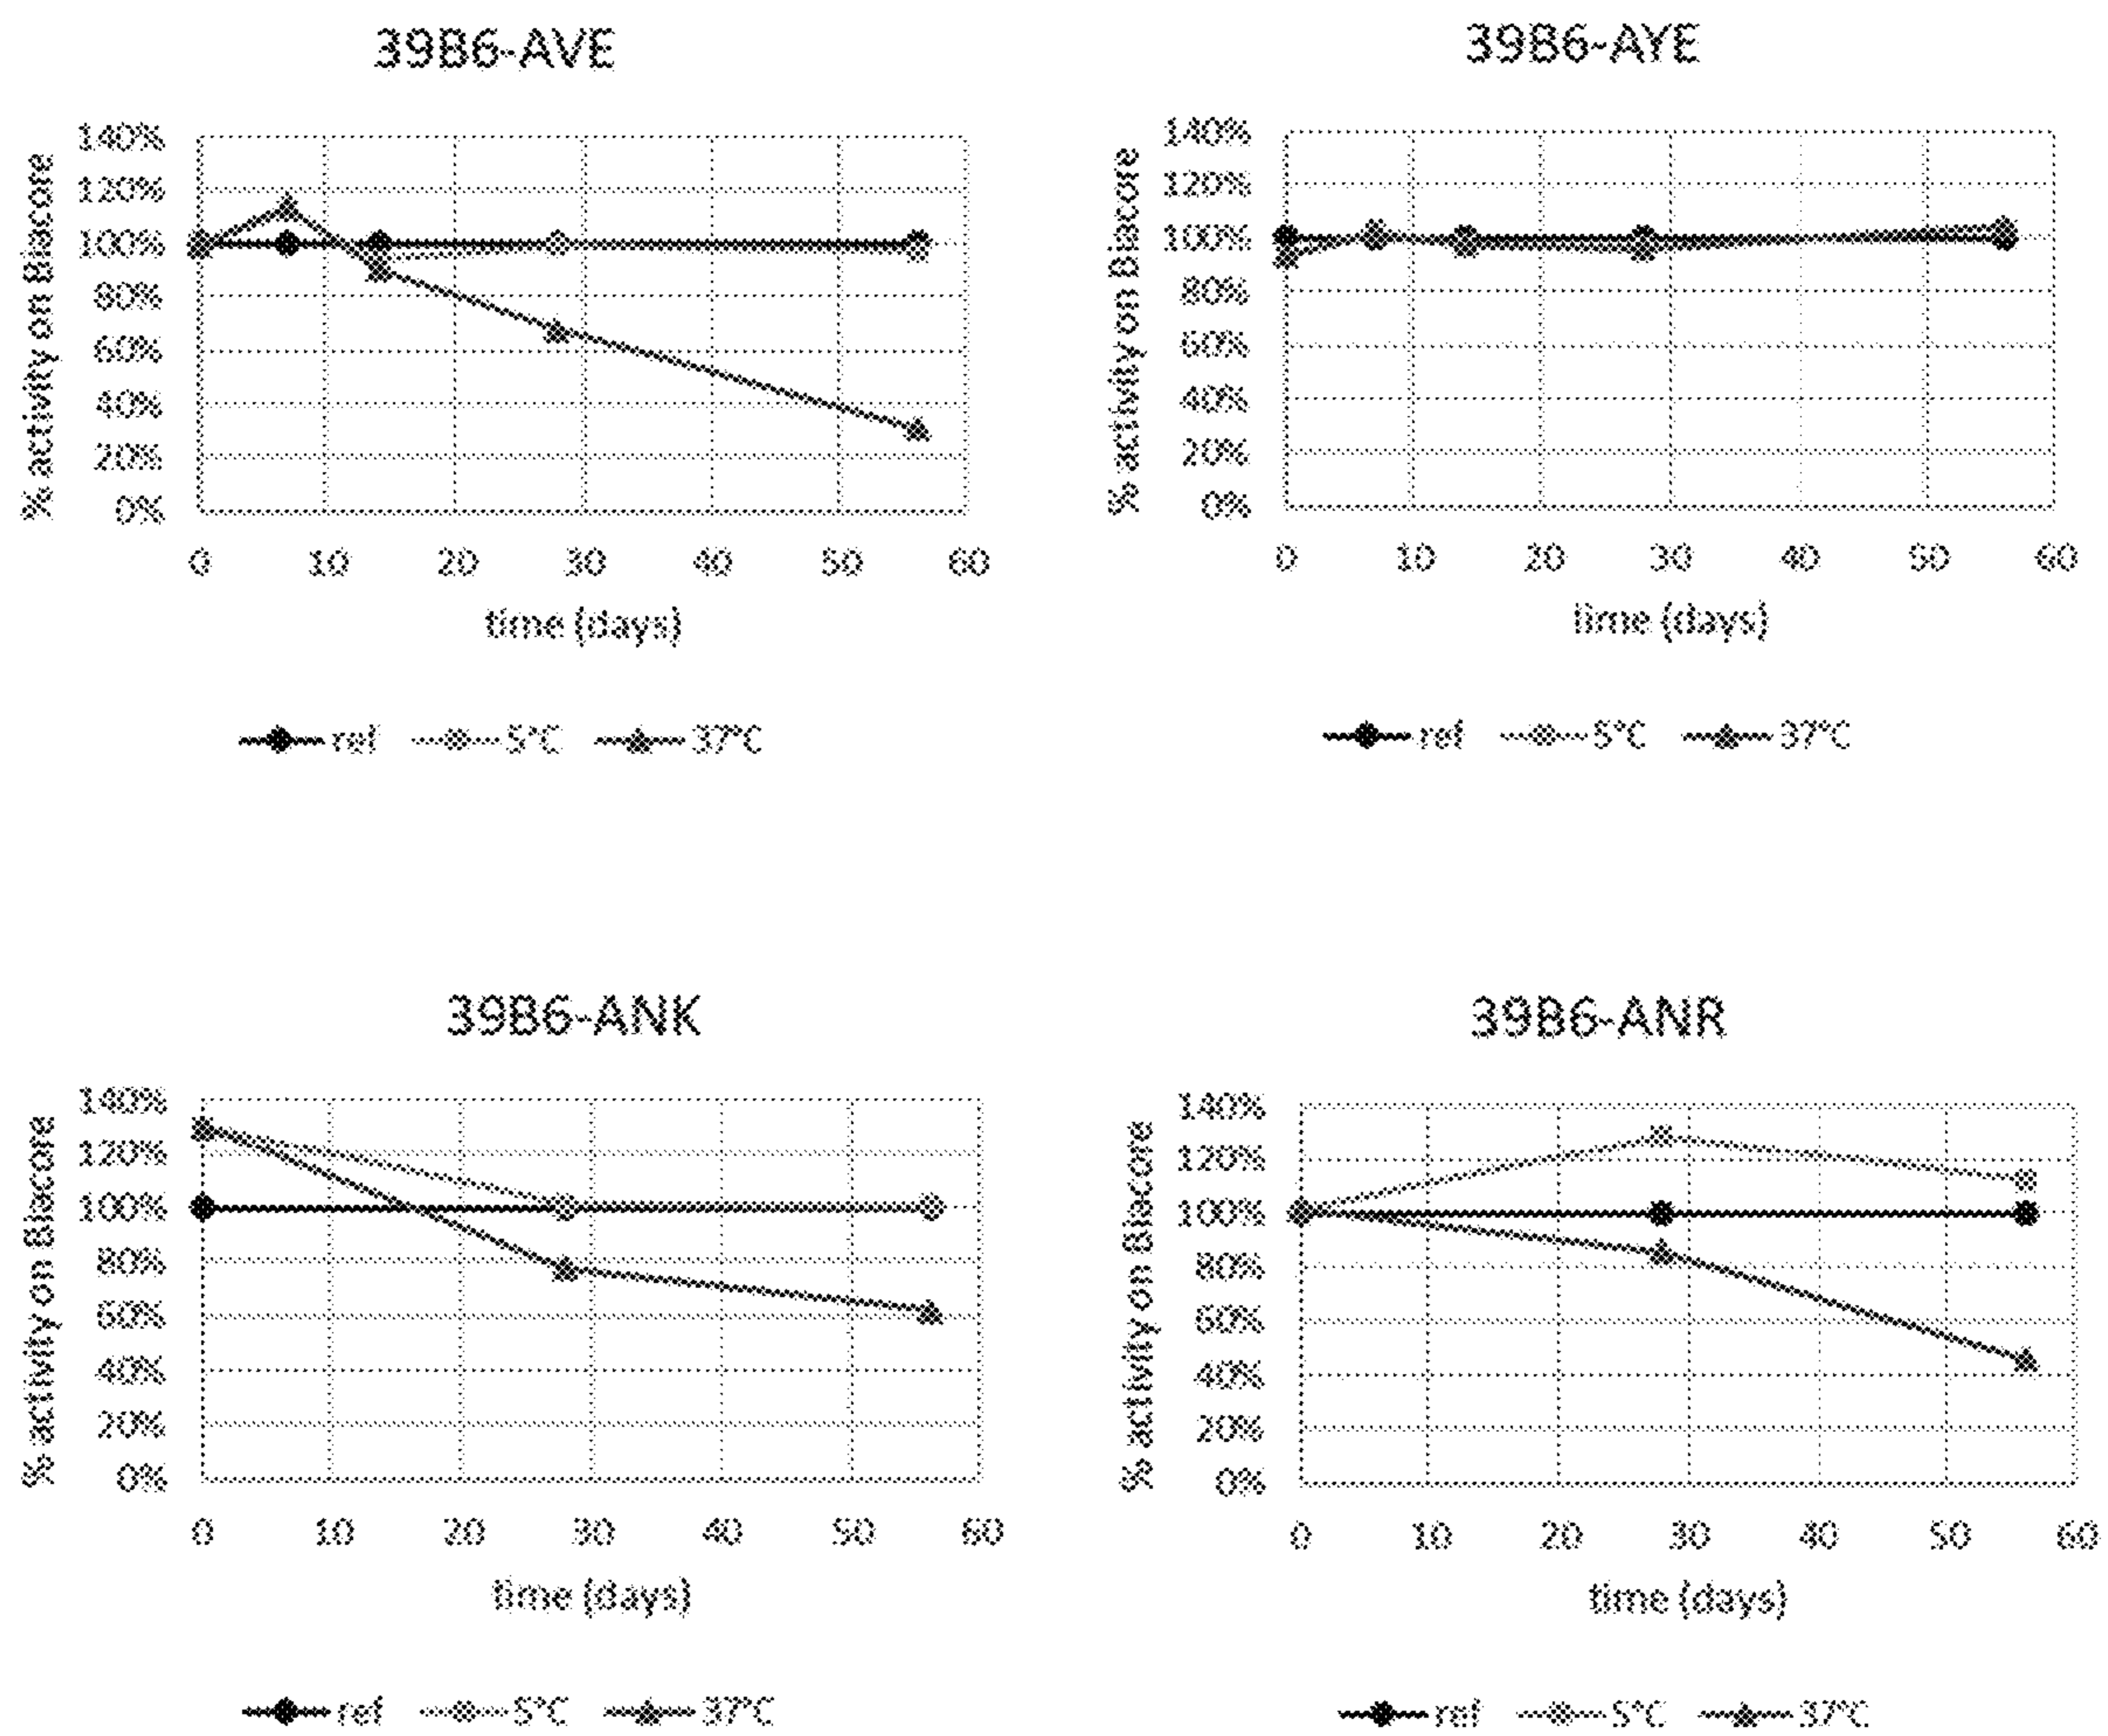 39B6-AVE
% activity on Biacore
140%
120%
100%
80%
60%
40%
20%
0%
0 10 20 30 40 50 60
time (days)
ref 5°C 37°C
39B6-AYE
% activity on Biacore
140%
120%
100%
80%
60%
40%
20%
0%
0 10 20 30 40 50 60
time (days)
ref 5°C 37°C
39B6-ANK
% activity on Biacore
140%
120%
100%
80%
60%
40%
20%
0%
0 10 20 30 40 50 60
time (days)
ref 5°C 37°C
39B6-ANR
% activity on Biacore
140%
120%
100%
80%
60%
40%
20%
0%
0 10 20 30 40 50 60
time (days)
ref 5°C 37°C